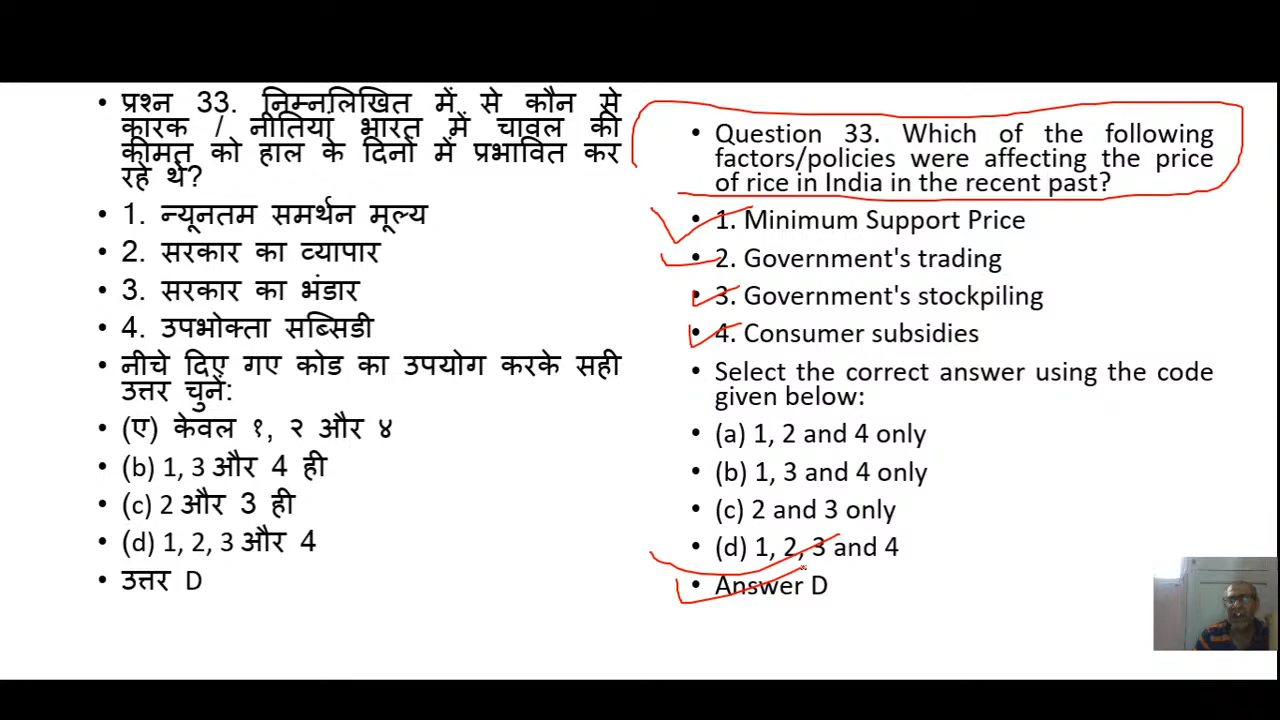 • प्रश्न 33. निम्नलिखित में से कौन से
कारक / नीतियां भारत में चावल की
कीमत को हाल के दिनों में प्रभावित कर
रहे थे?
• 1. न्यूनतम समर्थन मूल्य
• 2. सरकार का व्यापार
• 3. सरकार का भंडार
• 4. उपभोक्ता सब्सिडी
• नीचे दिए गए कोड का उपयोग करके सही
उत्तर चुनें:
• (ए) केवल १, २ और ४
• (b) 1, 3 और 4 ही
• (c) 2 और 3 ही
• (d) 1, 2, 3 और 4
• उत्तर D
• Question 33. Which of the following
factors/policies were affecting the price
of rice in India in the recent past?
• 1. Minimum Support Price
• 2. Government's trading
• 3. Government's stockpiling
• 4. Consumer subsidies
• Select the correct answer using the code
given below:
• (a) 1, 2 and 4 only
• (b) 1, 3 and 4 only
• (c) 2 and 3 only
• (d) 1, 2, 3 and 4
• Answer D